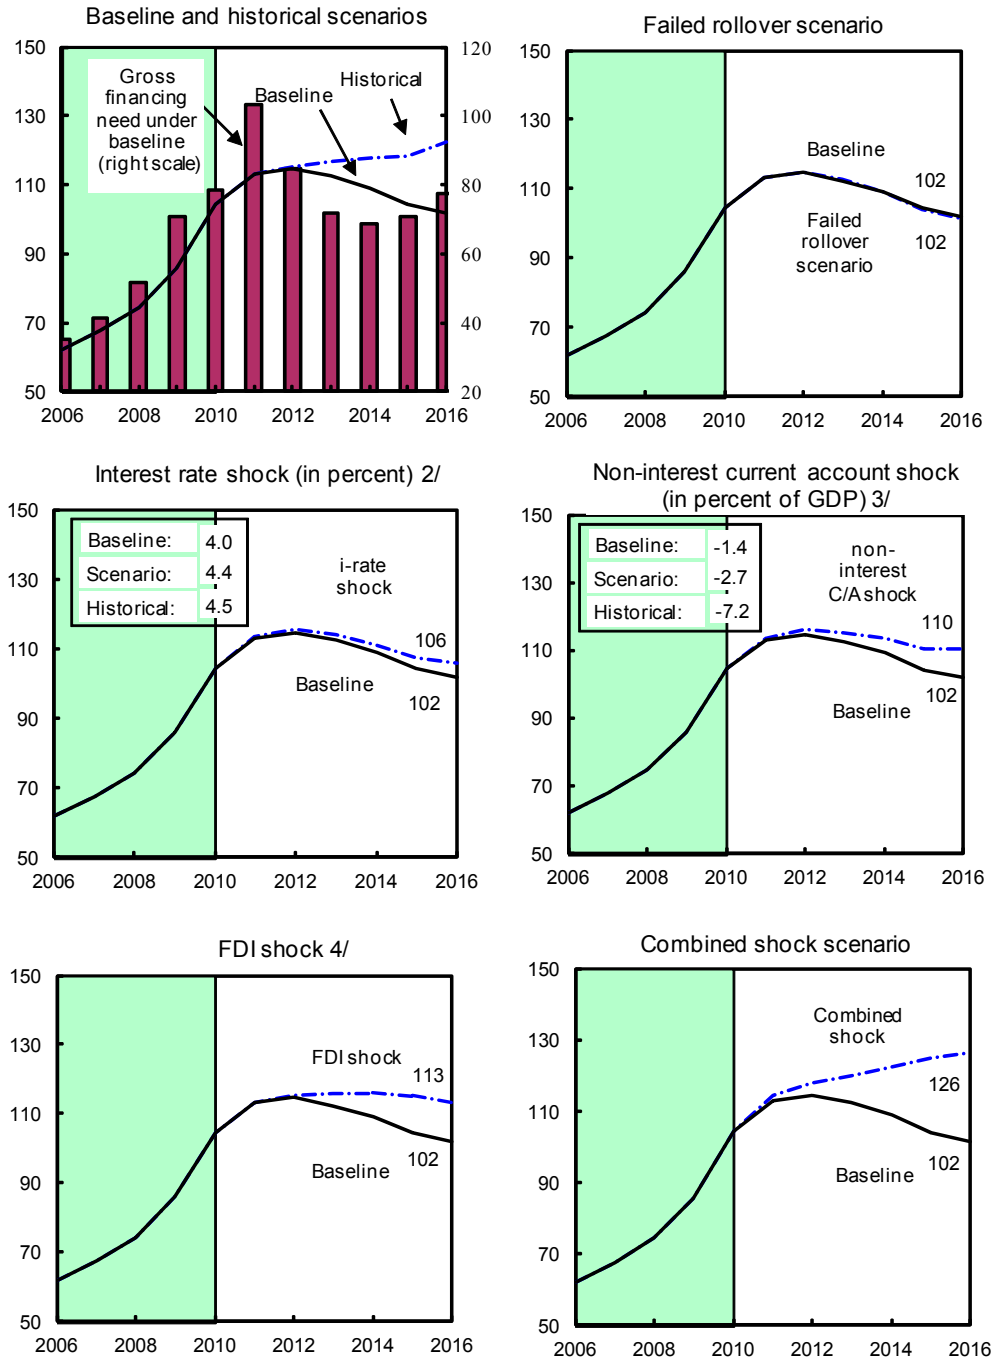 Baseline and historical scenarios
150
130
110
90
70
50
120
100
80
60
40
20
Gross
financing
need under
baseline
(right scale)
Baseline
Historical
2006
2008
2010
2012
2014
2016
Failed rollover scenario
150
130
110
90
70
50
Baseline
102
Failed
rollover
scenario
102
2006
2008
2010
2012
2014
2016
Interest rate shock (in percent) 2/
150
130
110
90
70
50
Baseline: 4.0
Scenario: 4.4
Historical: 4.5
i-rate
shock
106
Baseline
102
2006
2008
2010
2012
2014
2016
Non-interest current account shock
(in percent of GDP) 3/
150
130
110
90
70
50
Baseline: -1.4
Scenario: -2.7
Historical: -7.2
non-
interest
C/A shock
110
102
Baseline
2006
2008
2010
2012
2014
2016
FDI shock 4/
150
130
110
90
70
50
FDI shock
113
Baseline
102
2006
2008
2010
2012
2014
2016
Combined shock scenario
150
130
110
90
70
50
Combined
shock
126
Baseline
102
2006
2008
2010
2012
2014
2016